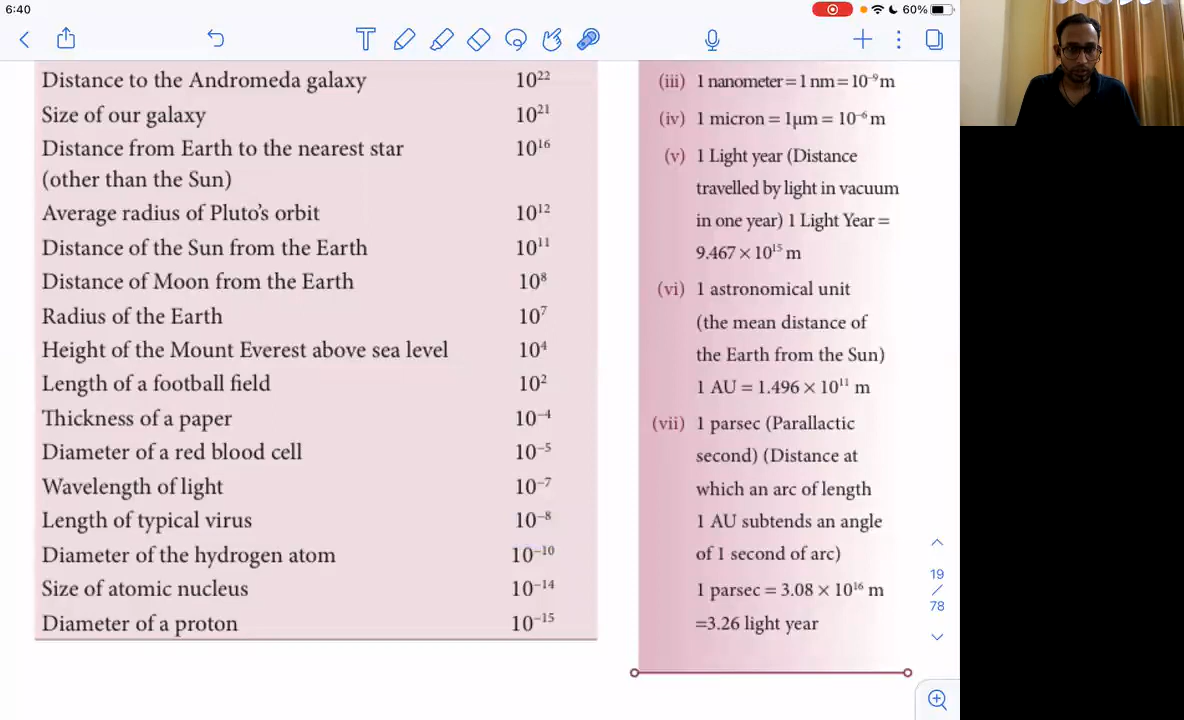 6:40
60%
Distance to the Andromeda galaxy 10²²
Size of our galaxy 10²¹
Distance from Earth to the nearest star 10¹⁶
(other than the Sun)
Average radius of Pluto's orbit 10¹²
Distance of the Sun from the Earth 10¹¹
Distance of Moon from the Earth 10⁸
Radius of the Earth 10⁷
Height of the Mount Everest above sea level 10⁴
Length of a football field 10²
Thickness of a paper 10⁻⁴
Diameter of a red blood cell 10⁻⁵
Wavelength of light 10⁻⁷
Length of typical virus 10⁻⁸
Diameter of the hydrogen atom 10⁻¹⁰
Size of atomic nucleus 10⁻¹⁴
Diameter of a proton 10⁻¹⁵
(iii) 1 nanometer = 1 nm = 10⁻⁹m
(iv) 1 micron = 1μm = 10⁻⁶m
(v) 1 Light year (Distance
travelled by light in vacuum
in one year) 1 Light Year =
9.467 × 10¹⁵ m
(vi) 1 astronomical unit
(the mean distance of
the Earth from the Sun)
1 AU = 1.496 × 10¹¹ m
(vii) 1 parsec (Parallactic
second) (Distance at
which an arc of length
1 AU subtends an angle
of 1 second of arc)
1 parsec = 3.08 × 10¹⁶ m
=3.26 light year
19
/
78